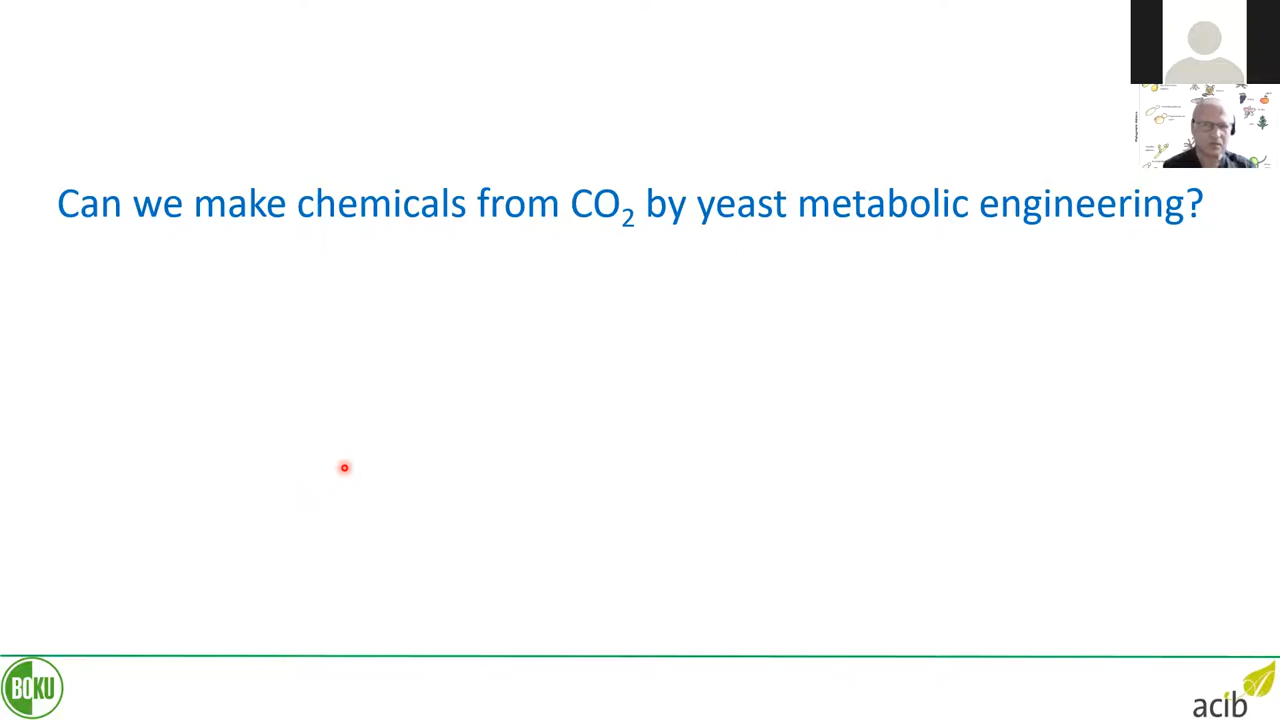 Can we make chemicals from CO₂ by yeast metabolic engineering?
BOKU
acib